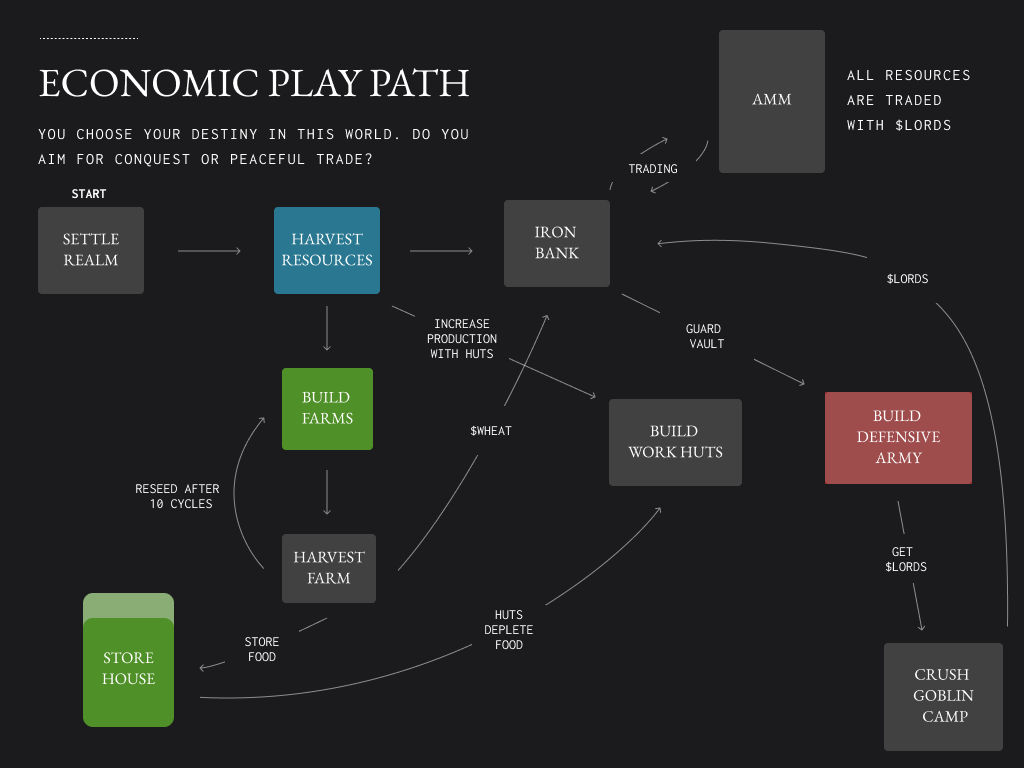 ECONOMIC PLAY PATH
YOU CHOOSE YOUR DESTINY IN THIS WORLD. DO YOU
AIM FOR CONQUEST OR PEACEFUL TRADE?
AMM
ALL RESOURCES
ARE TRADED
WITH $LORDS
TRADING
START
SETTLE
REALM
HARVEST
RESOURCES
IRON
BANK
$LORDS
INCREASE
PRODUCTION
WITH HUTS
GUARD
VAULT
BUILD
FARMS
$WHEAT
BUILD
WORK HUTS
BUILD
DEFENSIVE
ARMY
RESEED AFTER
10 CYCLES
HARVEST
FARM
GET
$LORDS
STORE
FOOD
HUTS
DEPLETE
FOOD
STORE
HOUSE
CRUSH
GOBLIN
CAMP